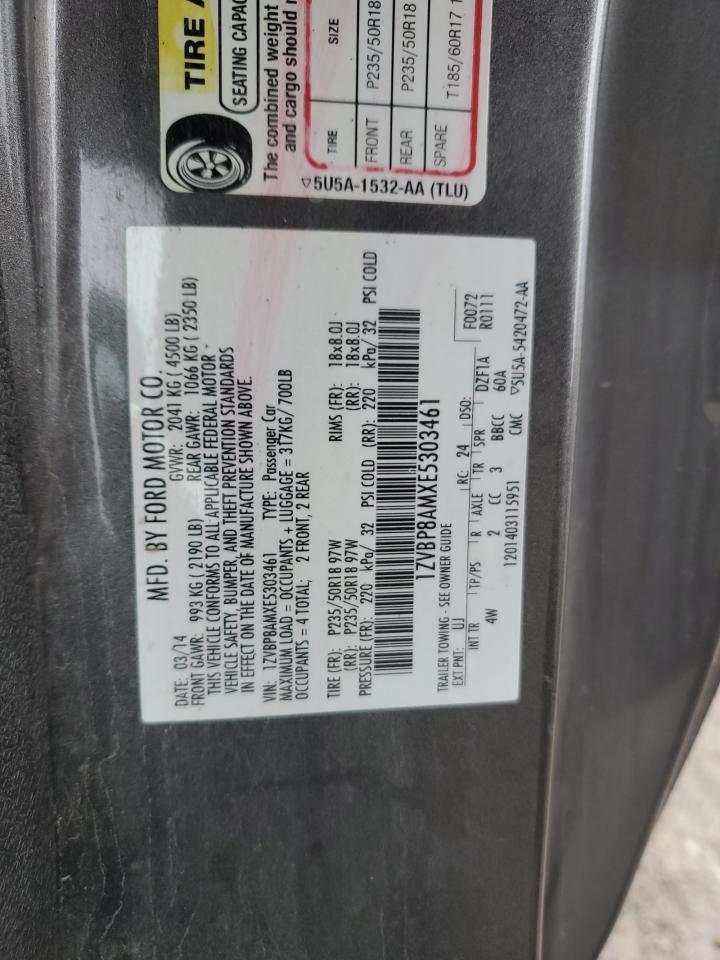 MFD. BY FORD MOTOR CO.
DATE: 03/14 GVWR: 2041 KG ( 4500 LB)
FRONT GAWR: 993 KG ( 2190 LB) REAR GAWR: 1066 KG ( 2350 LB)
THIS VEHICLE CONFORMS TO ALL APPLICABLE FEDERAL MOTOR
VEHICLE SAFETY, BUMPER, AND THEFT PREVENTION STANDARDS
IN EFFECT ON THE DATE OF MANUFACTURE SHOWN ABOVE.
VIN: 1ZVBP8AMXE5303461 TYPE: Passenger Car
MAXIMUM LOAD = OCCUPANTS + LUGGAGE = 317KG/700LB
OCCUPANTS = 4 TOTAL; 2 FRONT, 2 REAR
TIRE (FR): P235/50R18 97W RIMS (FR): 18x8.0J
(RR): P235/50R18 97W (RR): 18x8.0J
PRESSURE (FR): 220 kPa/ 32 PSI COLD (RR): 220 kPa/ 32 PSI COLD
1ZVBP8AMXE5303461
TRAILER TOWING - SEE OWNER GUIDE
EXT PNT: UJ RC: 24 DSO: F0072
INT TR TP/PS R AXLE TR SPR DZF1A R0111
4W 2 CC 3 BBCC 60A
1201403115951 CMC ▽5U5A-5420472-AA
TIRE A
SEATING CAPAC
The combined weight
and cargo should n
TIRE SIZE
FRONT P235/50R18
REAR P235/50R18
SPARE T185/60R17 1
▽5U5A-1532-AA (TLU)